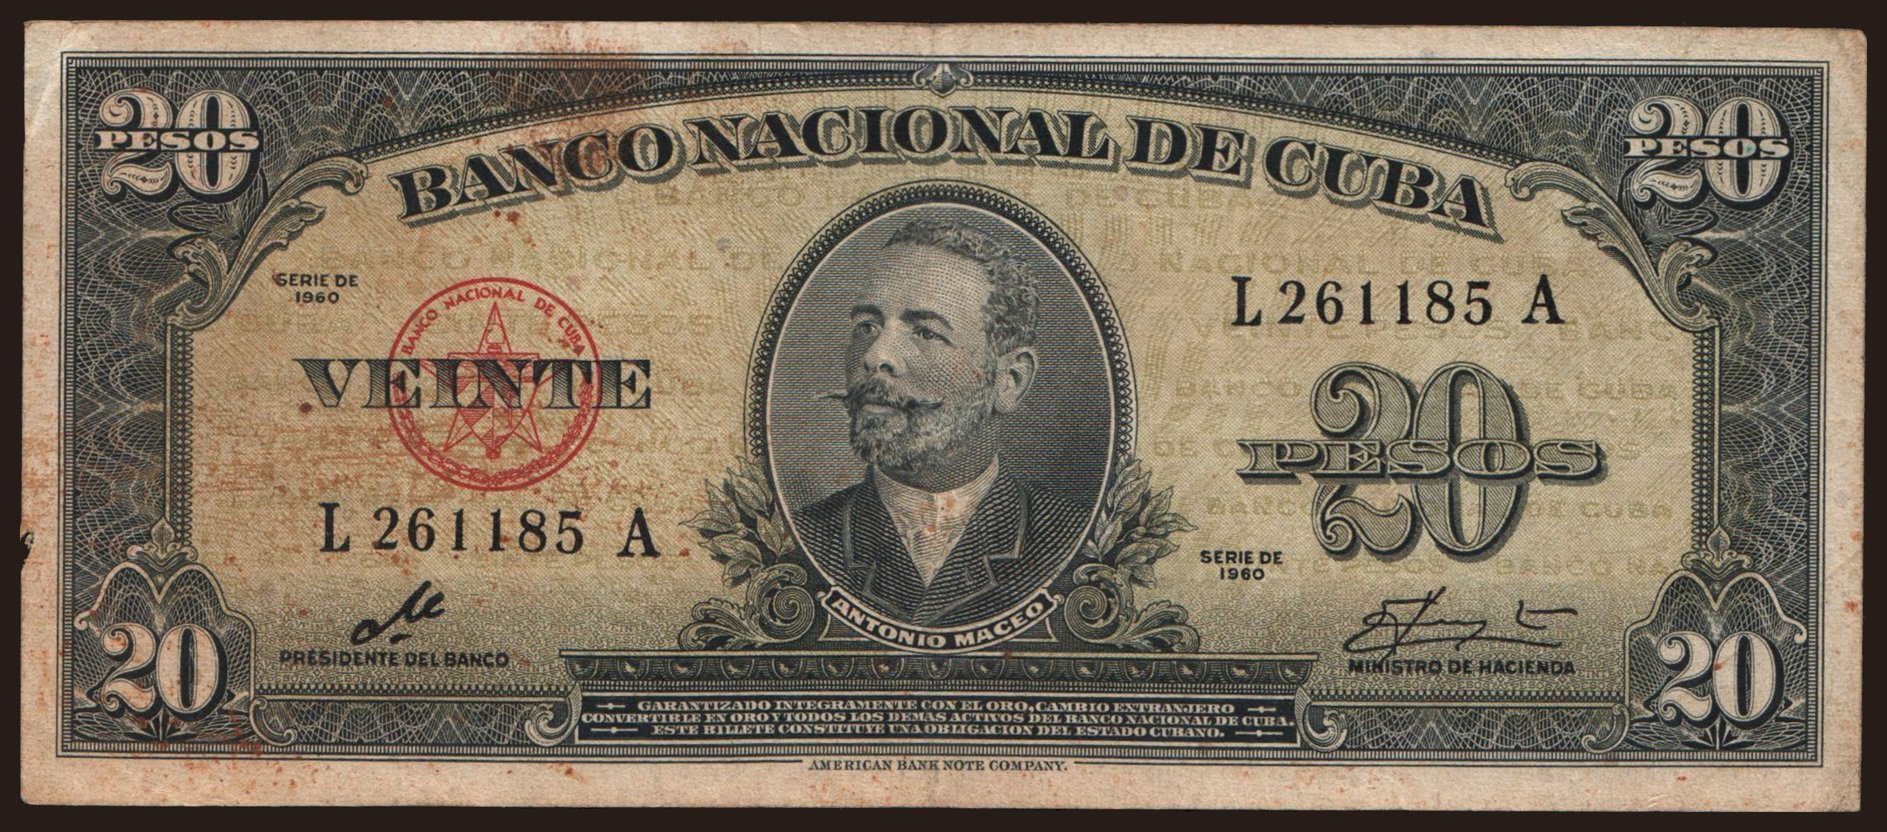 20 PESOS
20 PESOS
BANCO NACIONAL DE CUBA
SERIE DE
1960
BANCO NACIONAL DE CUBA
L261185 A
VEINTE
20 PESOS
L261185 A
SERIE DE
1960
ANTONIO MACEO
Che
PRESIDENTE DEL BANCO
MINISTRO DE HACIENDA
20
20
GARANTIZADO INTEGRAMENTE CON EL ORO, CAMBIO EXTRANJERO
CONVERTIBLE EN ORO Y TODOS LOS DEMAS ACTIVOS DEL BANCO NACIONAL DE CUBA.
ESTE BILLETE CONSTITUYE UNA OBLIGACION DEL ESTADO CUBANO.
AMERICAN BANK NOTE COMPANY.